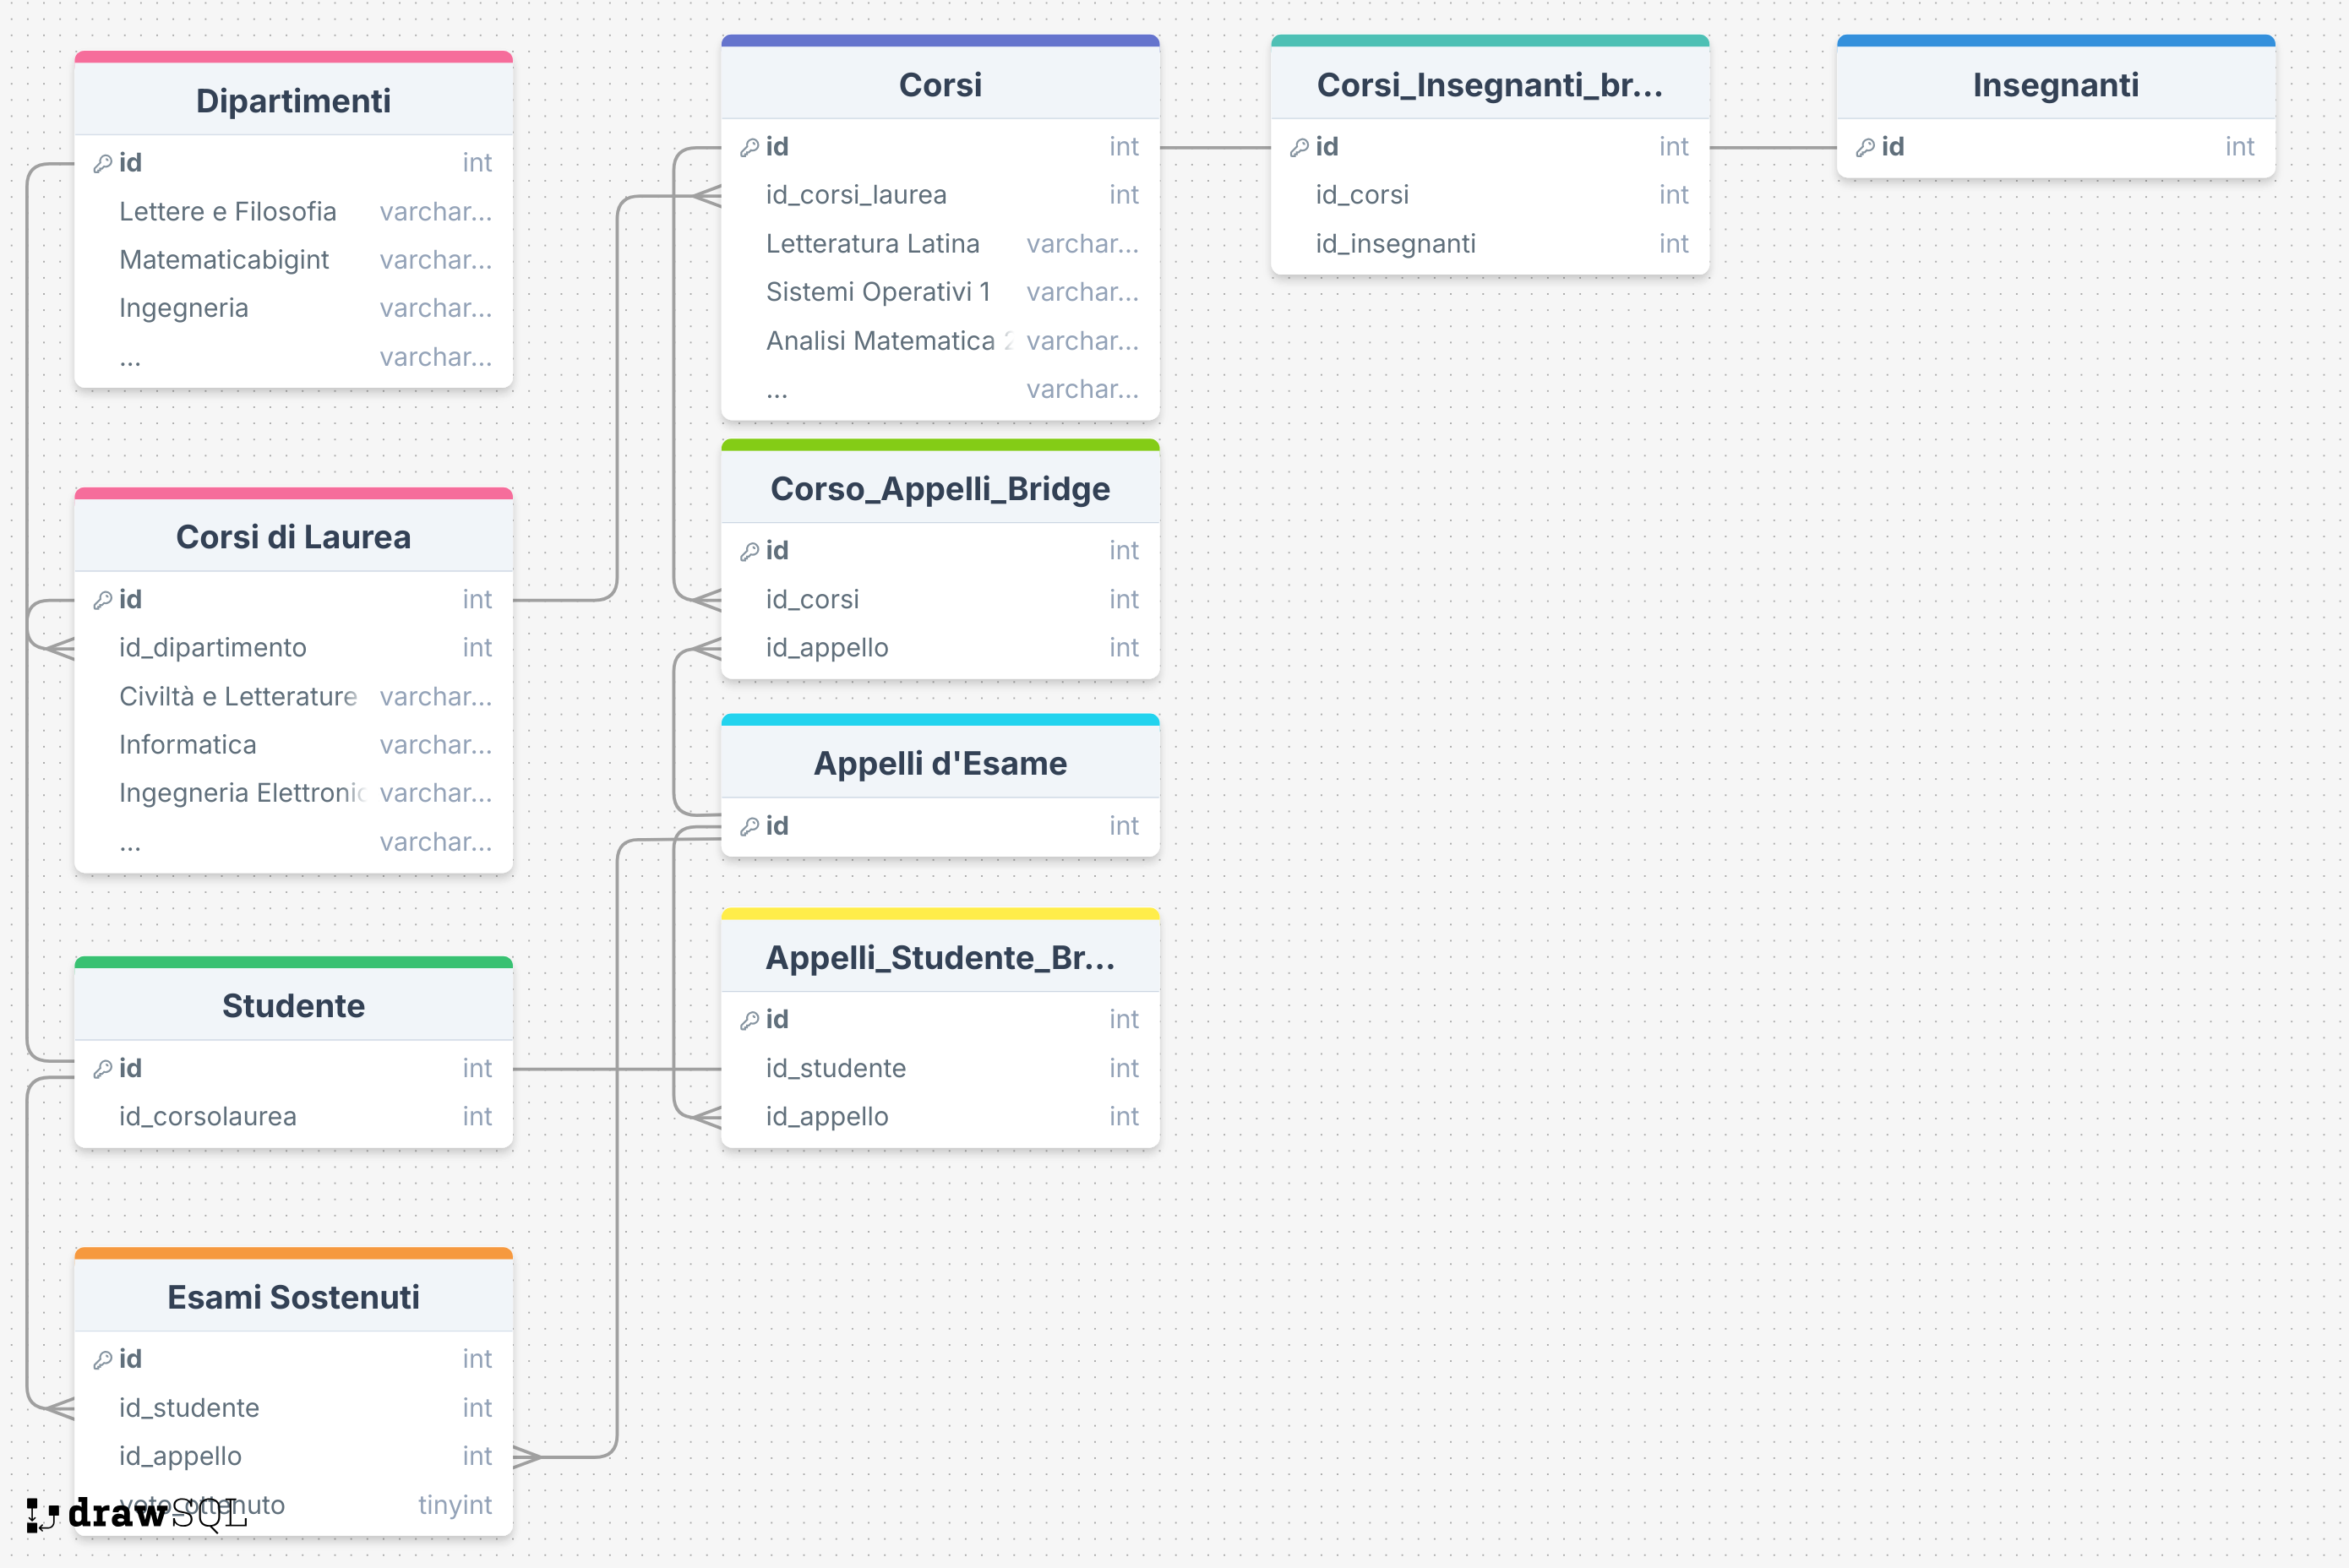 Dipartimenti
id int
Lettere e Filosofia varchar...
Matematicabigint varchar...
Ingegneria varchar...
... varchar...
Corsi di Laurea
id int
id_dipartimento int
Civiltà e Letterature varchar...
Informatica varchar...
Ingegneria Elettronic varchar...
... varchar...
Studente
id int
id_corsolaurea int
Esami Sostenuti
id int
id_studente int
id_appello int
voto_ottenuto tinyint
drawSQL
Corsi
id int
id_corsi_laurea int
Letteratura Latina varchar...
Sistemi Operativi 1 varchar...
Analisi Matematica 2 varchar...
... varchar...
Corso_Appelli_Bridge
id int
id_corsi int
id_appello int
Appelli d'Esame
id int
Appelli_Studente_Br...
id int
id_studente int
id_appello int
Corsi_Insegnanti_br...
id int
id_corsi int
id_insegnanti int
Insegnanti
id int